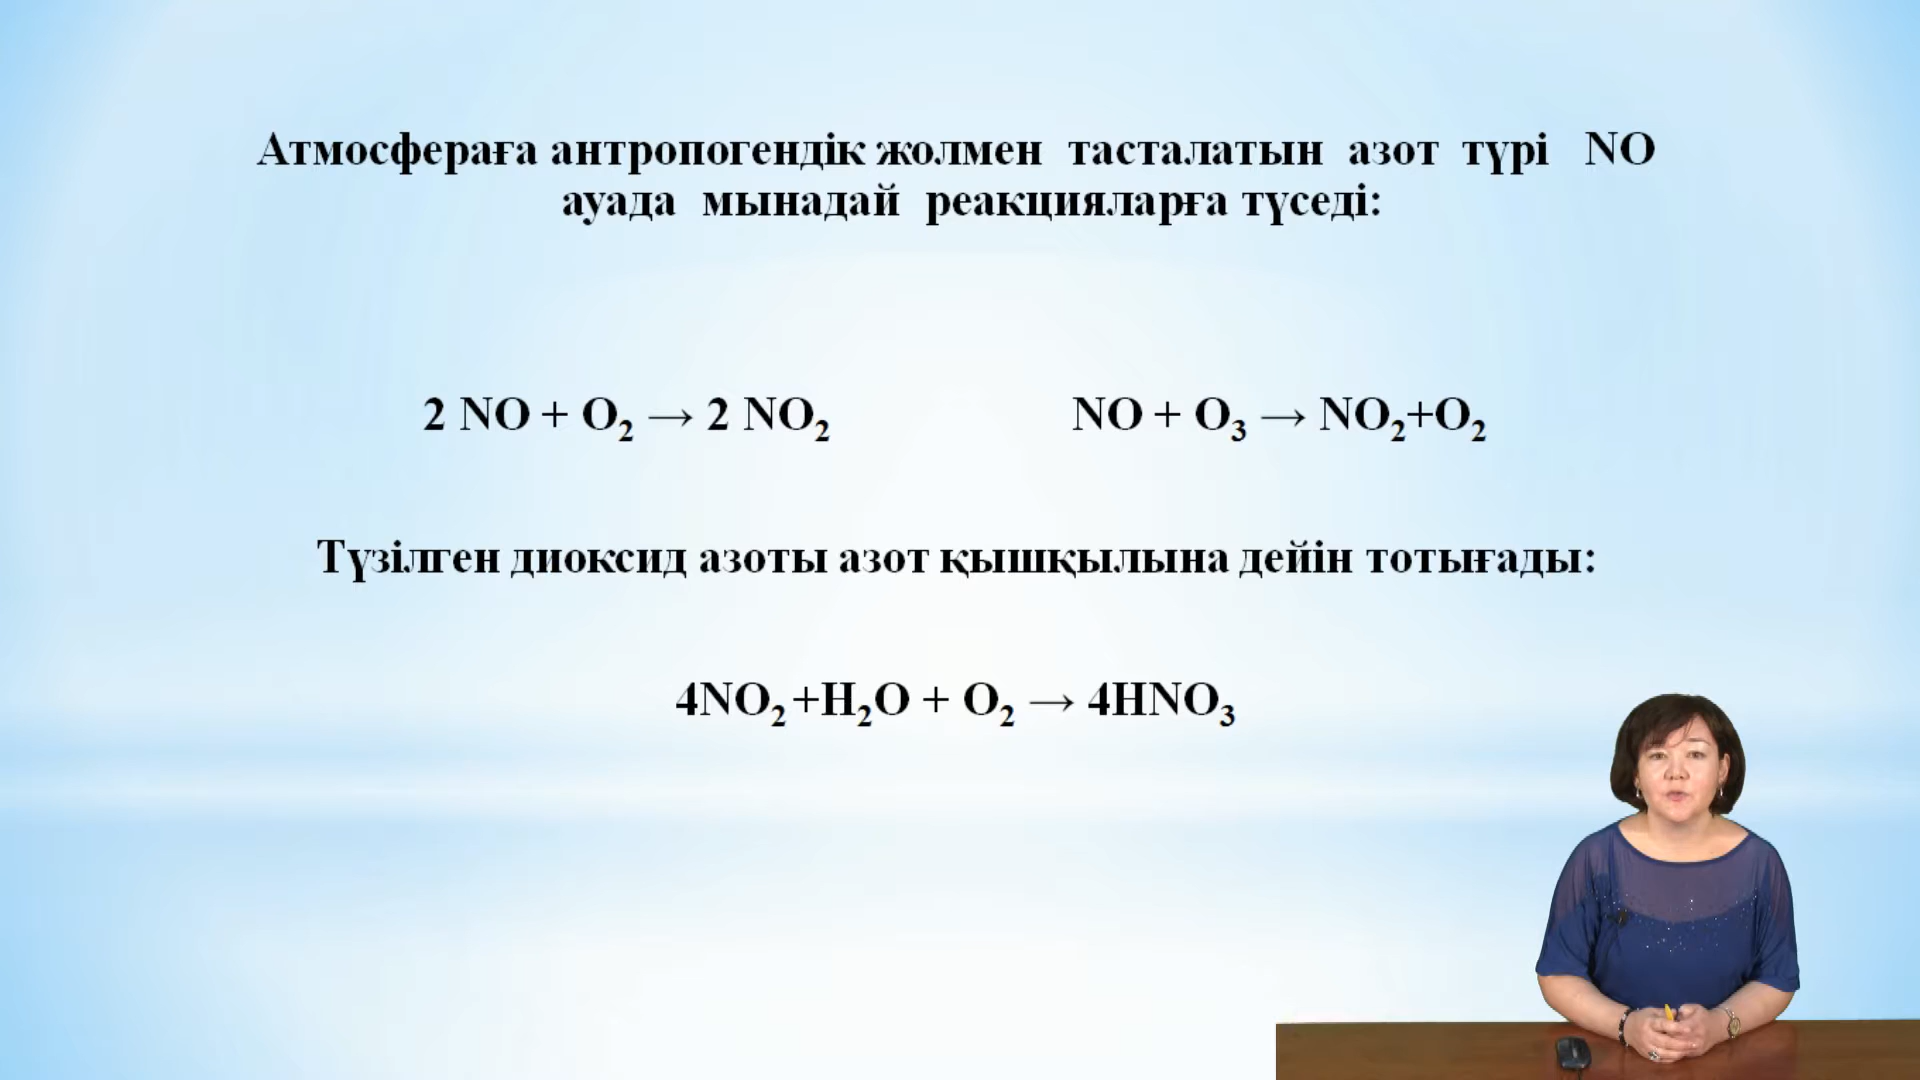 Атмосфераға антропогендік жолмен тасталатын азот түрі NO
ауада мынадай реакцияларға түседі:
2 NO + O₂ → 2 NO₂ NO + O₃ → NO₂+O₂
Түзілген диоксид азоты азот қышқылына дейін тотығады:
4NO₂ +H₂O + O₂ → 4HNO₃